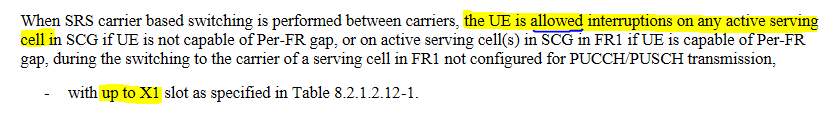 When SRS carrier based switching is performed between carriers, the UE is allowed interruptions on any active serving
cell in SCG if UE is not capable of Per-FR gap, or on active serving cell(s) in SCG in FR1 if UE is capable of Per-FR
gap, during the switching to the carrier of a serving cell in FR1 not configured for PUCCH/PUSCH transmission,
- with up to X1 slot as specified in Table 8.2.1.2.12-1.